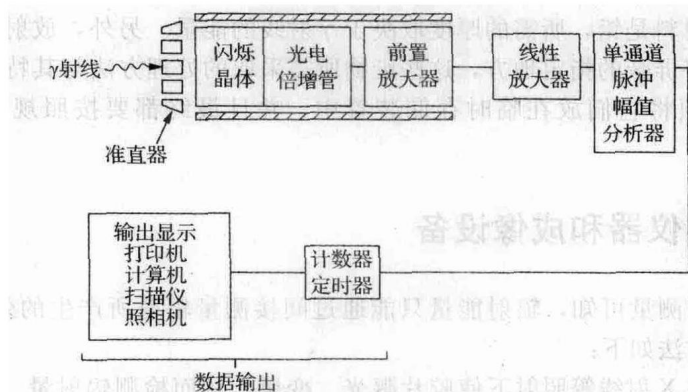 γ射线
准直器
闪烁
晶体
光电
倍增管
前置
放大器
线性
放大器
单通道
脉冲
幅值
分析器
仪器和成像设备
输出显示
打印机
计算机
扫描仪
照相机
计数器
定时器
数据输出